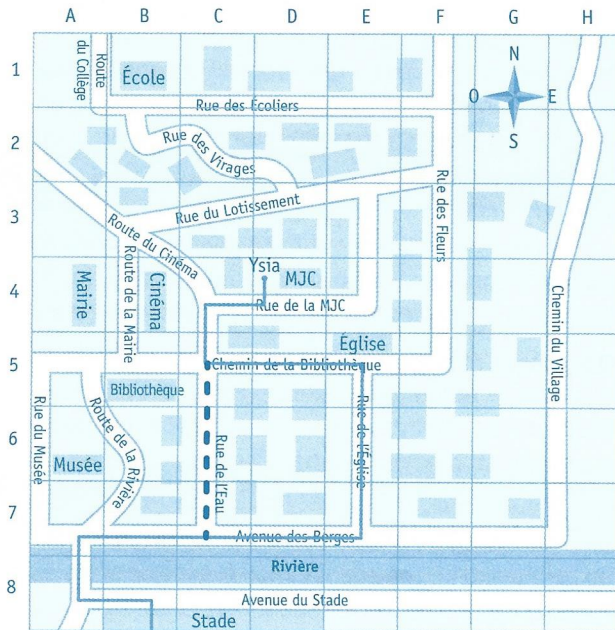 A B C D E F G H
1
Route du Collège
École
N
O E
S
Rue des Écoliers
2
Rue des Virages
3
Rue du Lotissement
Rue des Fleurs
Route du Cinéma
Ysia
MJC
4
Mairie
Route de la Mairie
Cinéma
Rue de la MJC
Chemin du Village
Église
5
Chemin de la Bibliothèque
Bibliothèque
Rue du Musée
Route de la Rivière
6
Musée
Rue de l'Eau
Rue de l'Église
7
Avenue des Berges
Rivière
8
Avenue du Stade
Stade